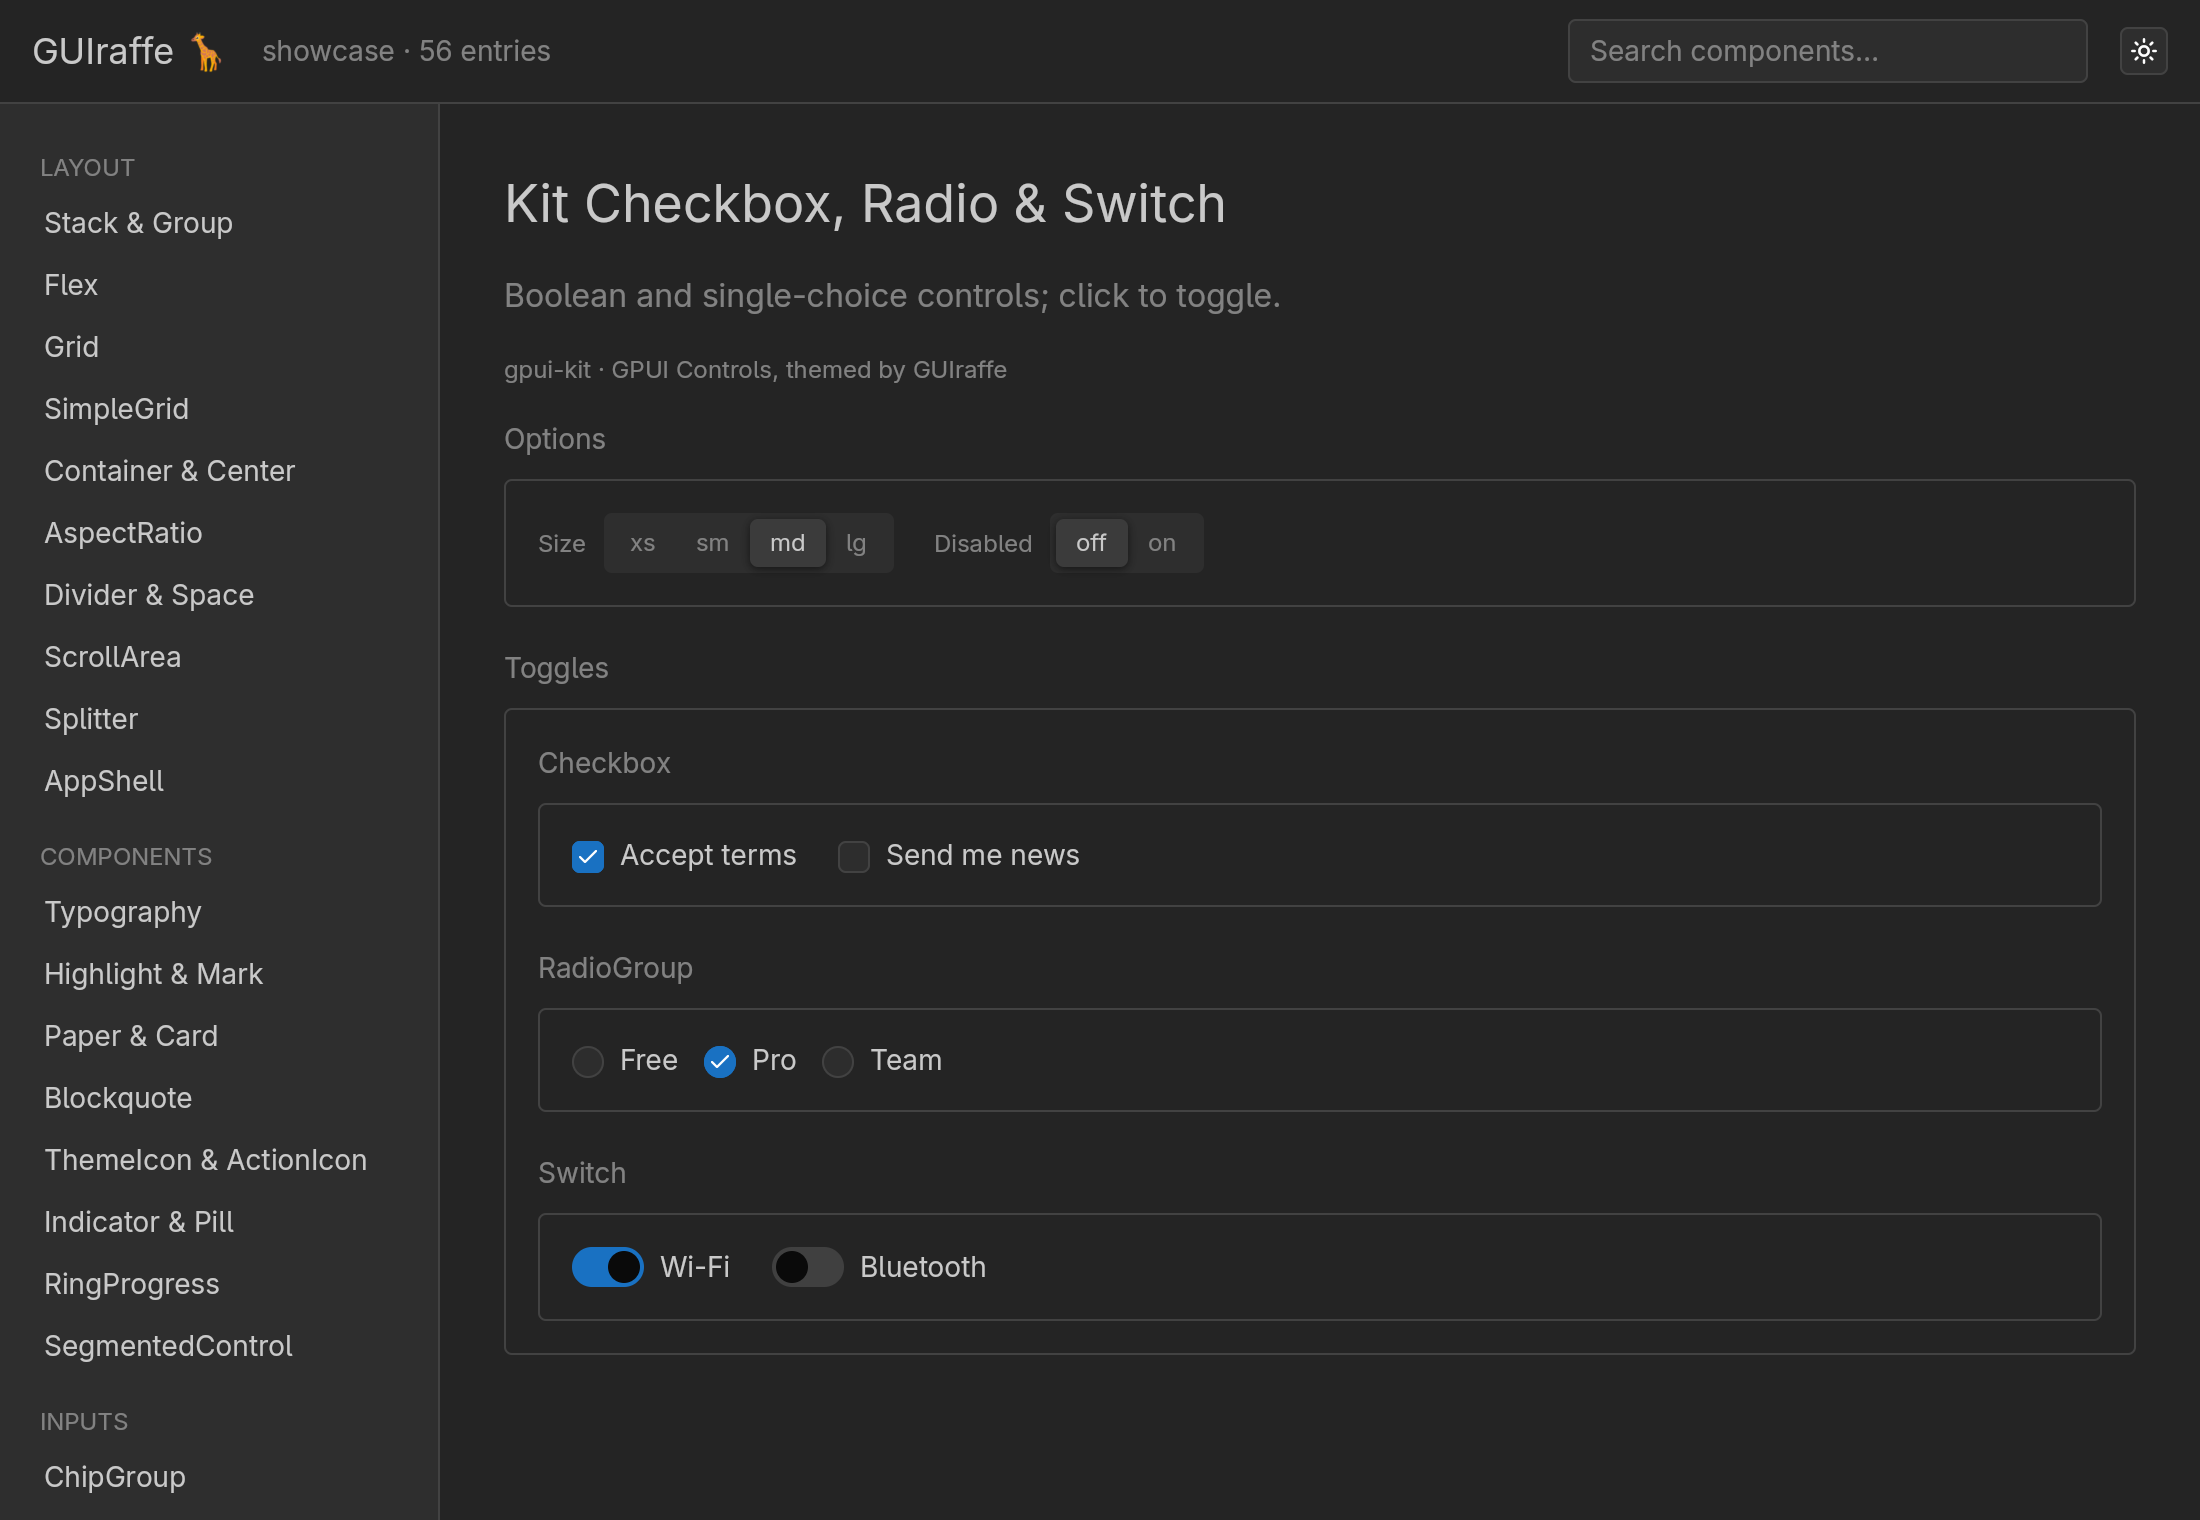 GUIraffe 🦒 showcase · 56 entries
Search components...
LAYOUT
Stack & Group
Flex
Grid
SimpleGrid
Container & Center
AspectRatio
Divider & Space
ScrollArea
Splitter
AppShell
COMPONENTS
Typography
Highlight & Mark
Paper & Card
Blockquote
ThemeIcon & ActionIcon
Indicator & Pill
RingProgress
SegmentedControl
INPUTS
ChipGroup
Kit Checkbox, Radio & Switch
Boolean and single-choice controls; click to toggle.
gpui-kit · GPUI Controls, themed by GUIraffe
Options
Size xs sm md lg Disabled off on
Toggles
Checkbox
Accept terms Send me news
RadioGroup
Free Pro Team
Switch
Wi-Fi Bluetooth